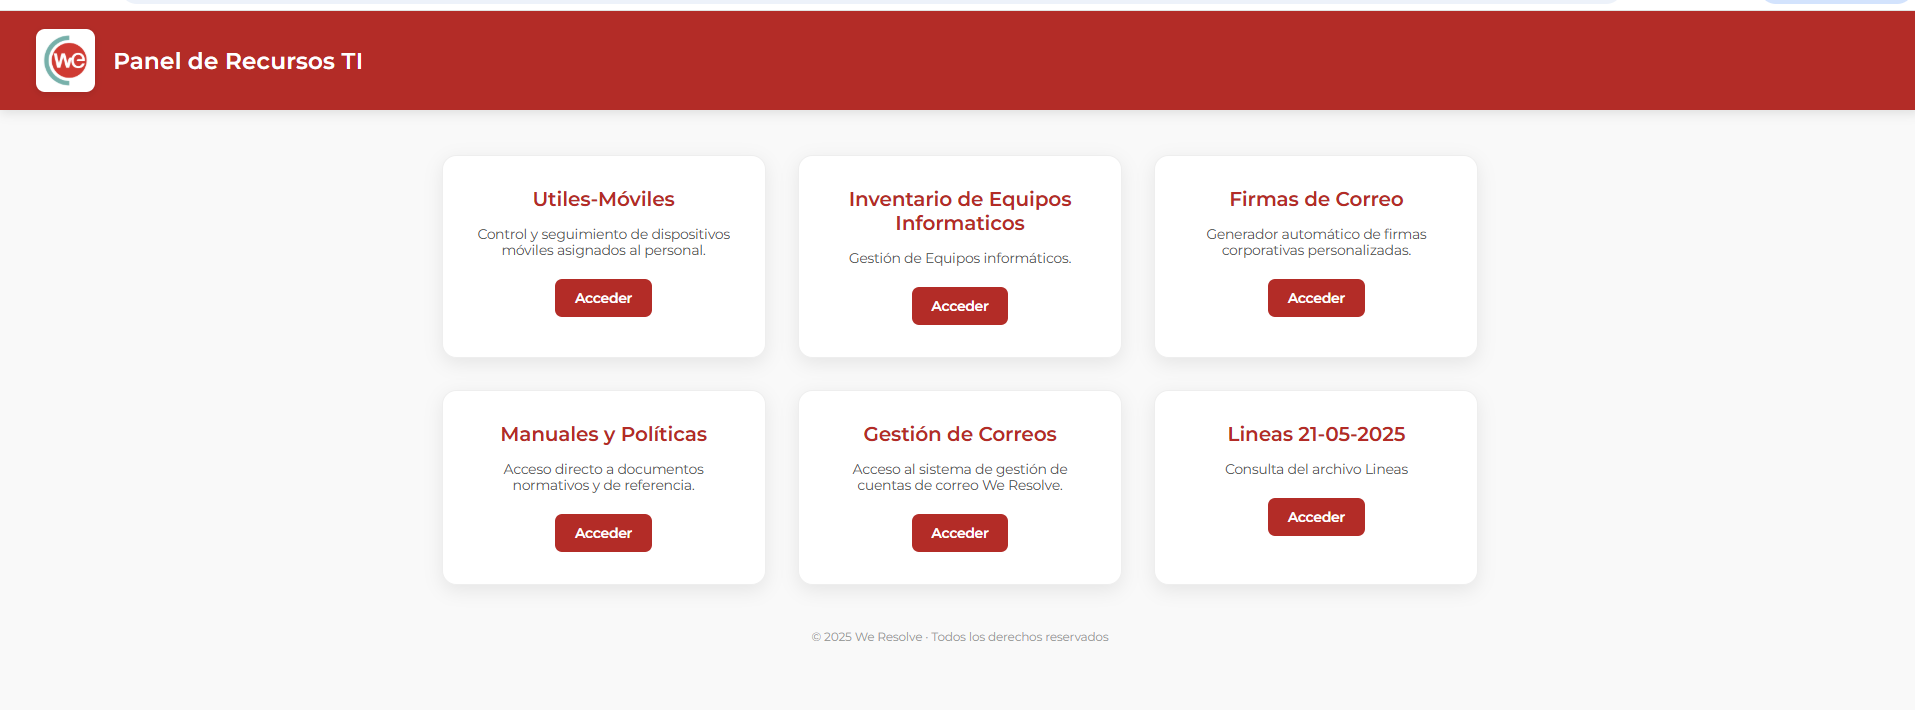 We
Panel de Recursos TI
Utiles-Móviles
Control y seguimiento de dispositivos
móviles asignados al personal.
Acceder
Inventario de Equipos
Informaticos
Gestión de Equipos informáticos.
Acceder
Firmas de Correo
Generador automático de firmas
corporativas personalizadas.
Acceder
Manuales y Políticas
Acceso directo a documentos
normativos y de referencia.
Acceder
Gestión de Correos
Acceso al sistema de gestión de
cuentas de correo We Resolve.
Acceder
Lineas 21-05-2025
Consulta del archivo Lineas
Acceder
© 2025 We Resolve · Todos los derechos reservados